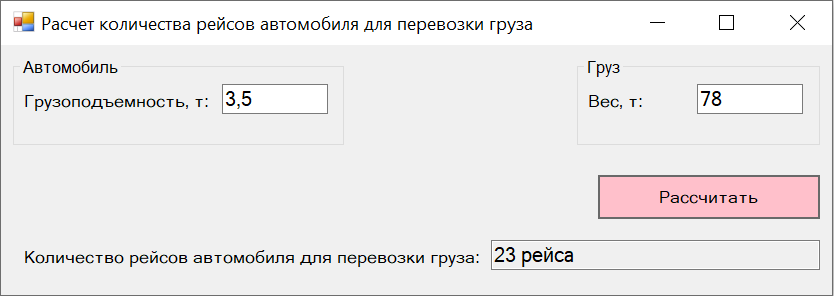 Расчет количества рейсов автомобиля для перевозки груза
Автомобиль
Грузоподъемность, т: 3,5
Груз
Вес, т: 78
Рассчитать
Количество рейсов автомобиля для перевозки груза: 23 рейса